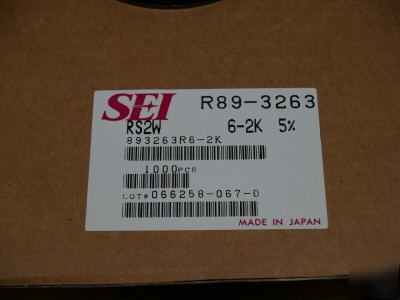 SEI R89-3263
RS2W 6-2K 5%
893263R6-2K
1000PCS
LOT#066258-067-0
MADE IN JAPAN